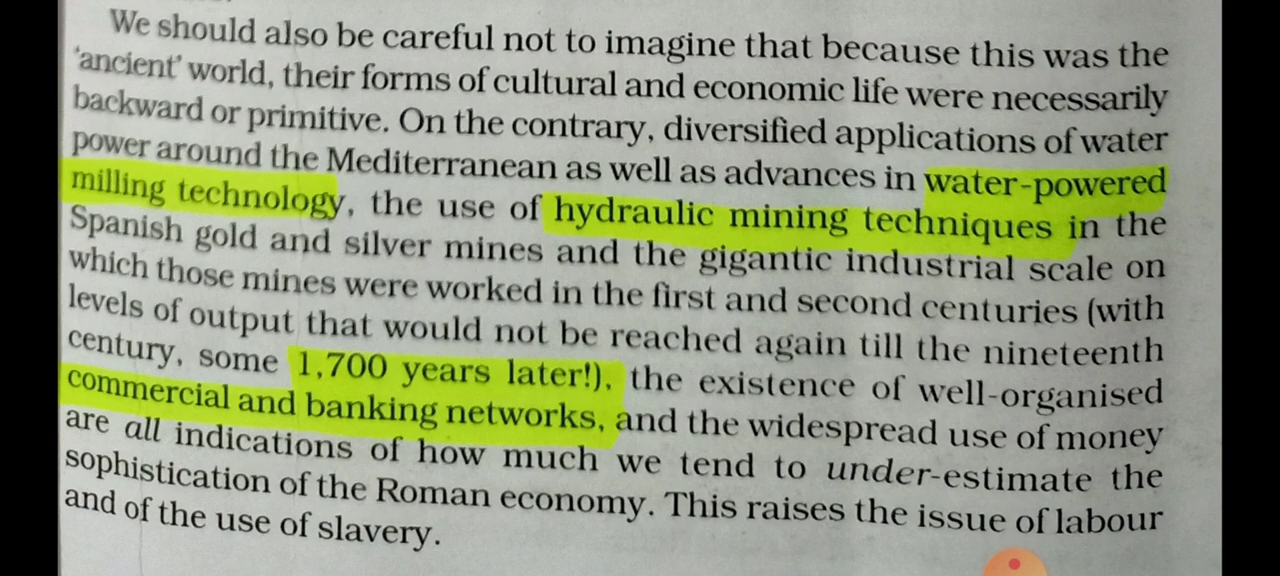 We should also be careful not to imagine that because this was the
'ancient' world, their forms of cultural and economic life were necessarily
backward or primitive. On the contrary, diversified applications of water
power around the Mediterranean as well as advances in water-powered
milling technology, the use of hydraulic mining techniques in the
Spanish gold and silver mines and the gigantic industrial scale on
which those mines were worked in the first and second centuries (with
levels of output that would not be reached again till the nineteenth
century, some 1,700 years later!), the existence of well-organised
commercial and banking networks, and the widespread use of money
are all indications of how much we tend to under-estimate the
sophistication of the Roman economy. This raises the issue of labour
and of the use of slavery.